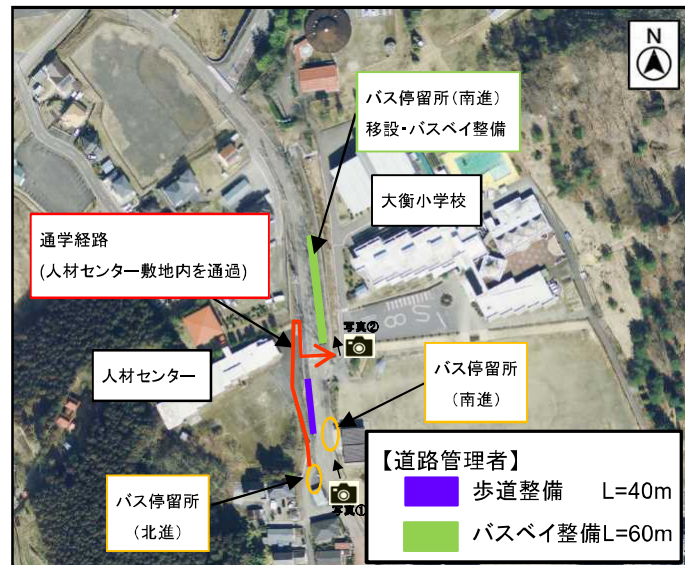 N
バス停留所(南進)
移設・バスベイ整備
大衡小学校
通学経路
(人材センター敷地内を通過)
写真②
人材センター
バス停留所
(南進)
バス停留所
(北進)
写真①
【道路管理者】
歩道整備 L=40m
バスベイ整備L=60m